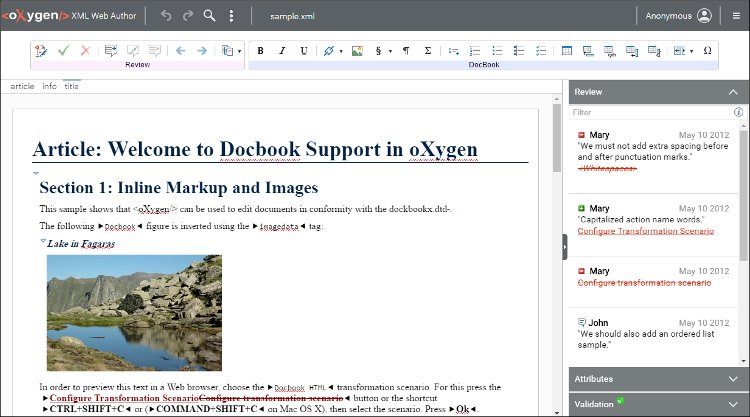 <oXygen/> XML Web Author
sample.xml
Anonymous
B I U § ¶ Σ Ω
Review
DocBook
article info title
Article: Welcome to Docbook Support in oXygen
Section 1: Inline Markup and Images
This sample shows that <oXygen/> can be used to edit documents in conformity with the dockbookx.dtd.
The following Docbook figure is inserted using the imagedata tag:
Lake in Fagaras
In order to preview this text in a Web browser, choose the Docbook HTML transformation scenario. For this press the
Configure Transformation ScenarioConfigure transformation scenario button or the shortcut
CTRL+SHIFT+C or (COMMAND+SHIFT+C on Mac OS X), then select the scenario. Press Ok.
Review
Filter
Mary May 10 2012
"We must not add extra spacing before
and after punctuation marks."
<Whitespaces>
Mary May 10 2012
"Capitalized action name words."
Configure Transformation Scenario
Mary May 10 2012
Configure transformation scenario
John May 10 2012
"We should also add an ordered list
sample."
Attributes
Validation